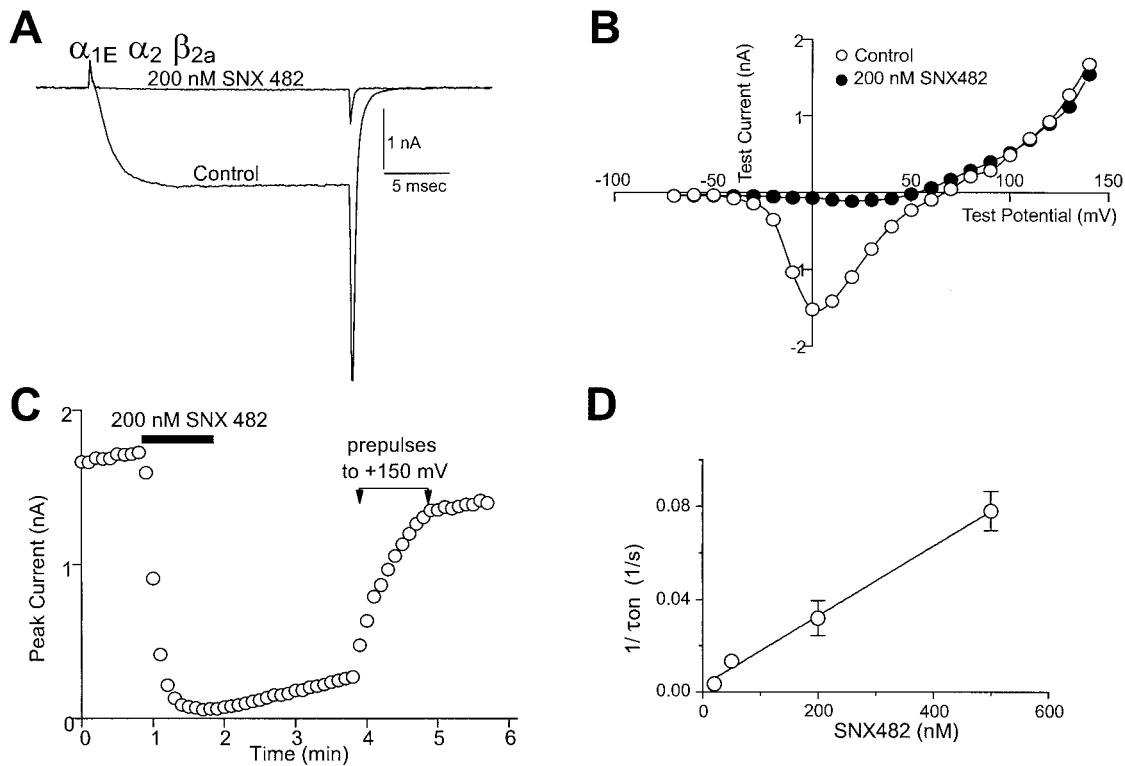 A
α1E α2 β2a
200 nM SNX 482
Control
1 nA
5 msec
B
Test Current (nA)
2
1
-1
-2
Control
200 nM SNX482
-100
-50
50
100
150
Test Potential (mV)
C
Peak Current (nA)
2
1
0
200 nM SNX 482
prepulses
to +150 mV
0
1
2
3
4
5
6
Time (min)
D
1/ τon (1/s)
0.08
0.04
0.00
0
200
400
600
SNX482 (nM)